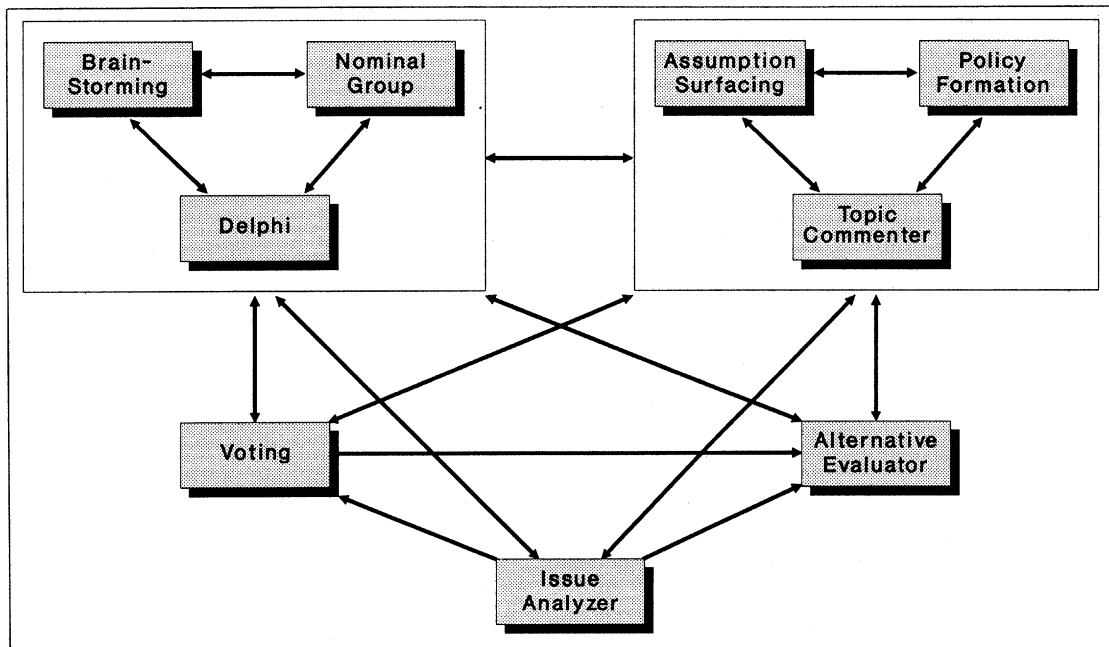 Brain-
Storming
Nominal
Group
Delphi
Assumption
Surfacing
Policy
Formation
Topic
Commenter
Voting
Alternative
Evaluator
Issue
Analyzer